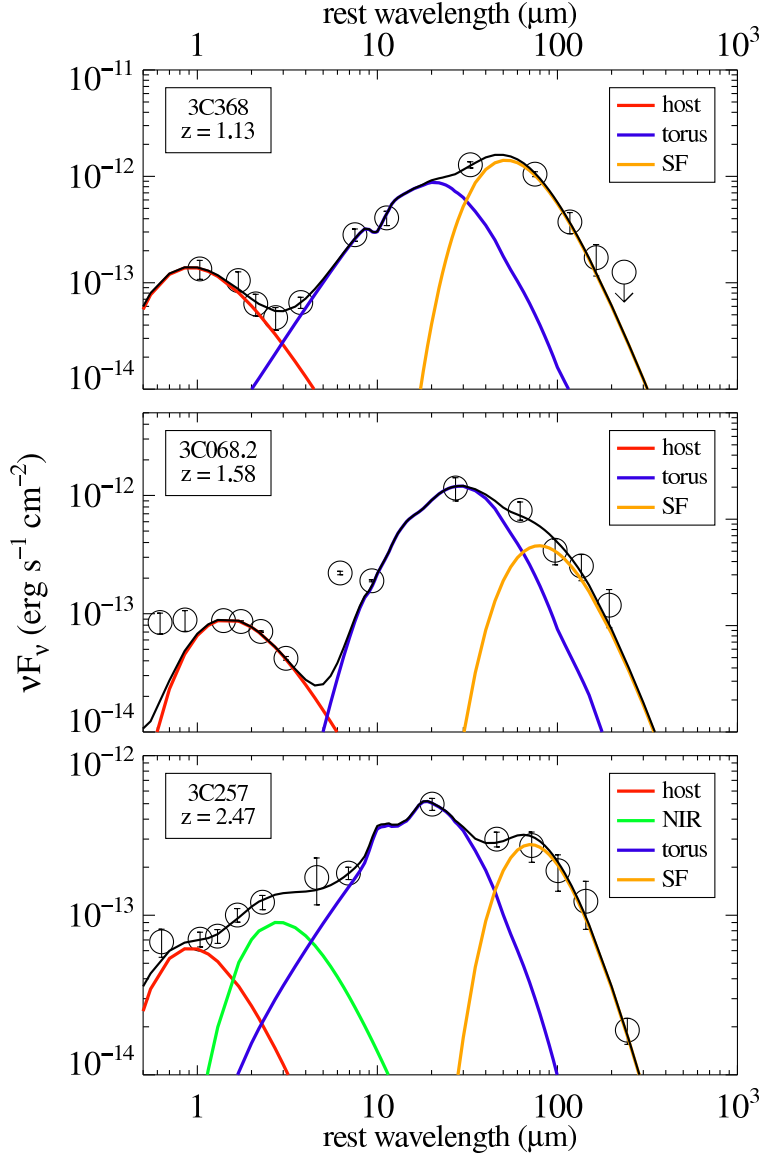 rest wavelength (μm)
1 10 100 10³
10⁻¹¹
3C368
z = 1.13
host
torus
SF
10⁻¹²
10⁻¹³
10⁻¹⁴
3C068.2
z = 1.58
host
torus
SF
10⁻¹²
10⁻¹³
10⁻¹⁴
νFν (erg s⁻¹ cm⁻²)
10⁻¹²
3C257
z = 2.47
host
NIR
torus
SF
10⁻¹³
10⁻¹⁴
1 10 100 10³
rest wavelength (μm)